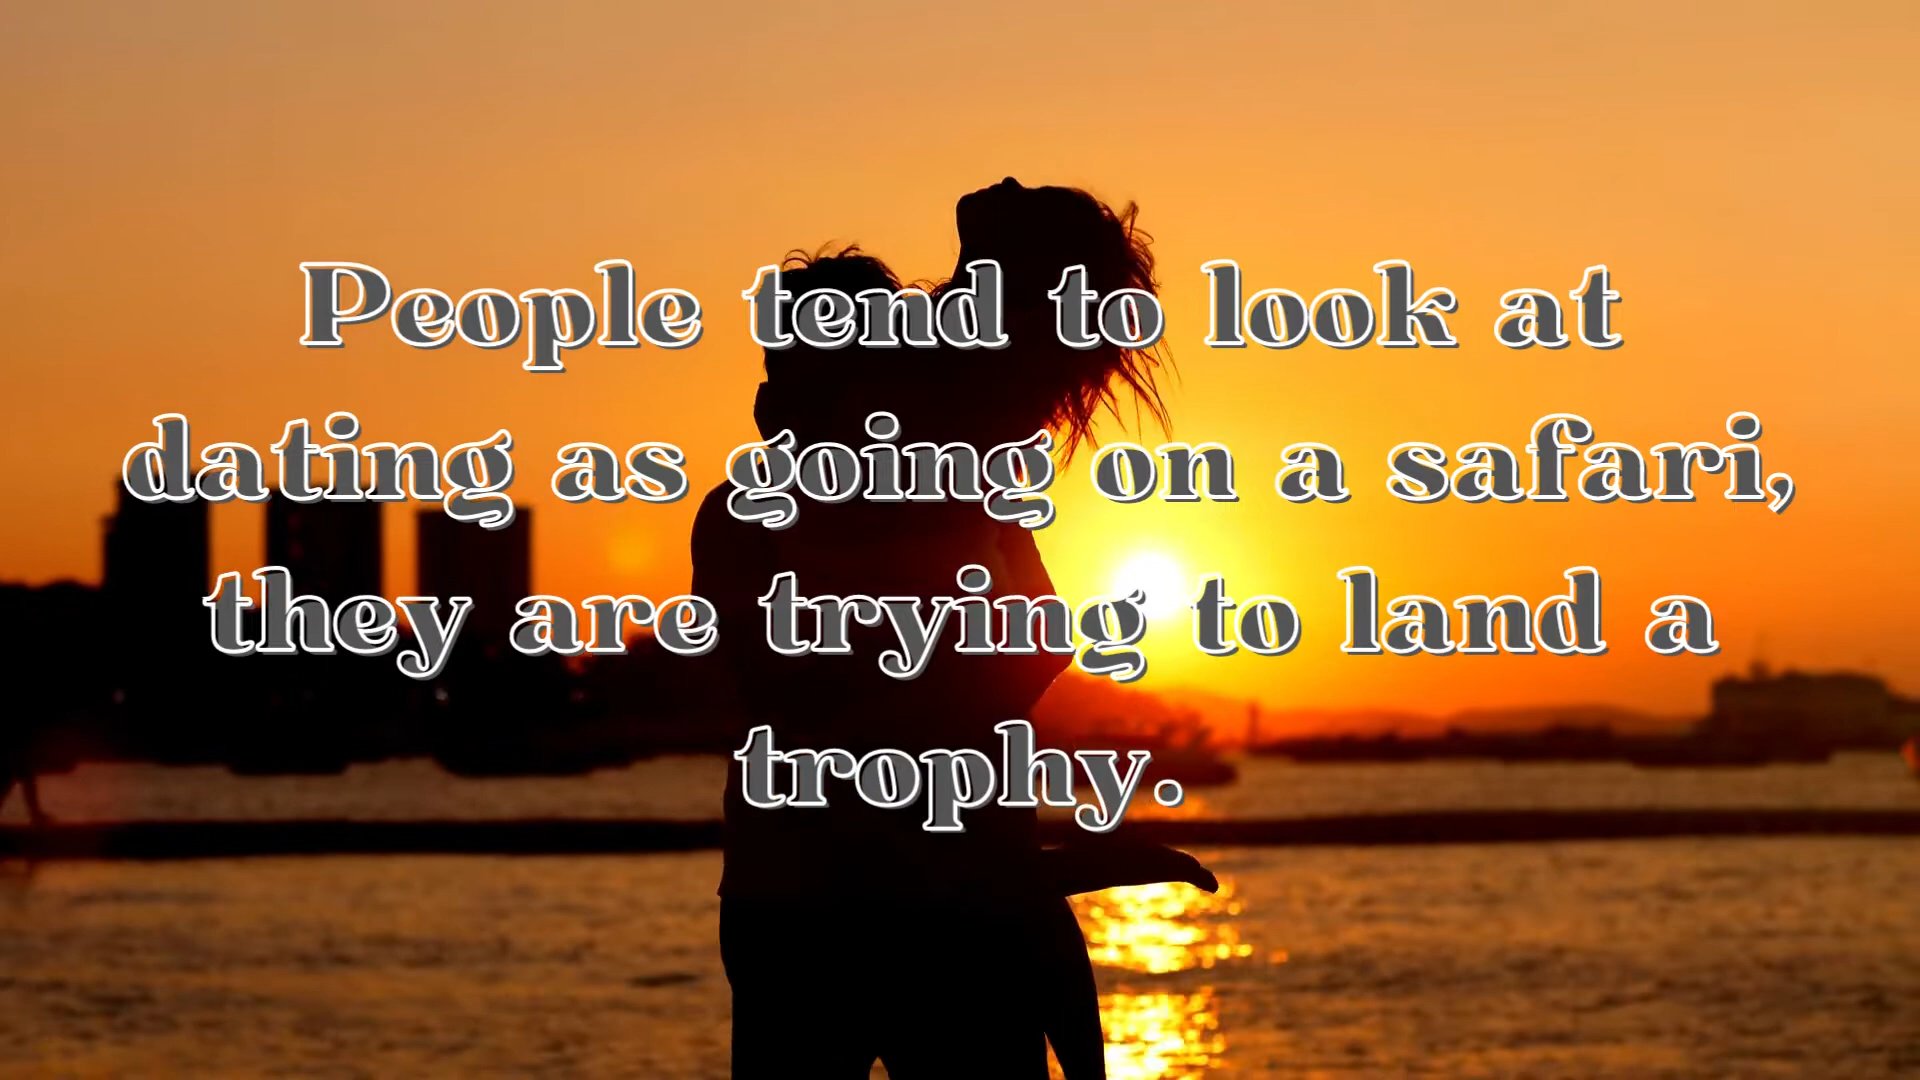 People tend to look at
dating as going on a safari,
they are trying to land a
trophy.